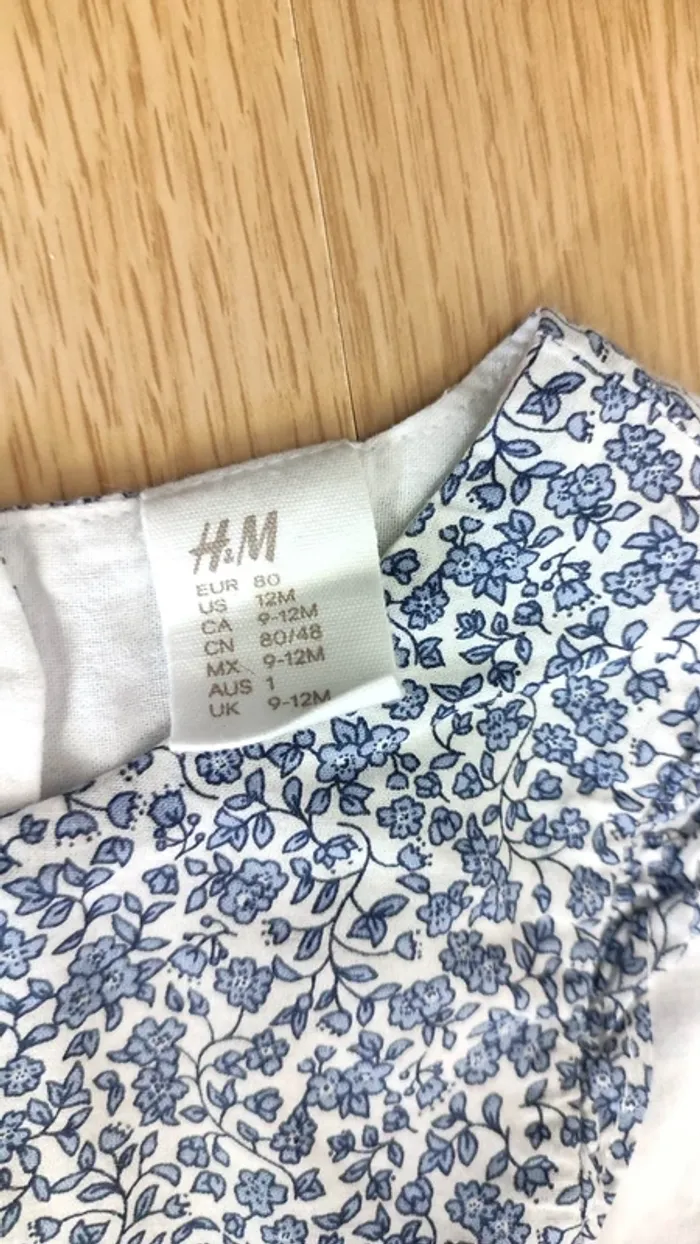 H&M
EUR 80
US 12M
CA 9-12M
CN 80/48
MX 9-12M
AUS 1
UK 9-12M